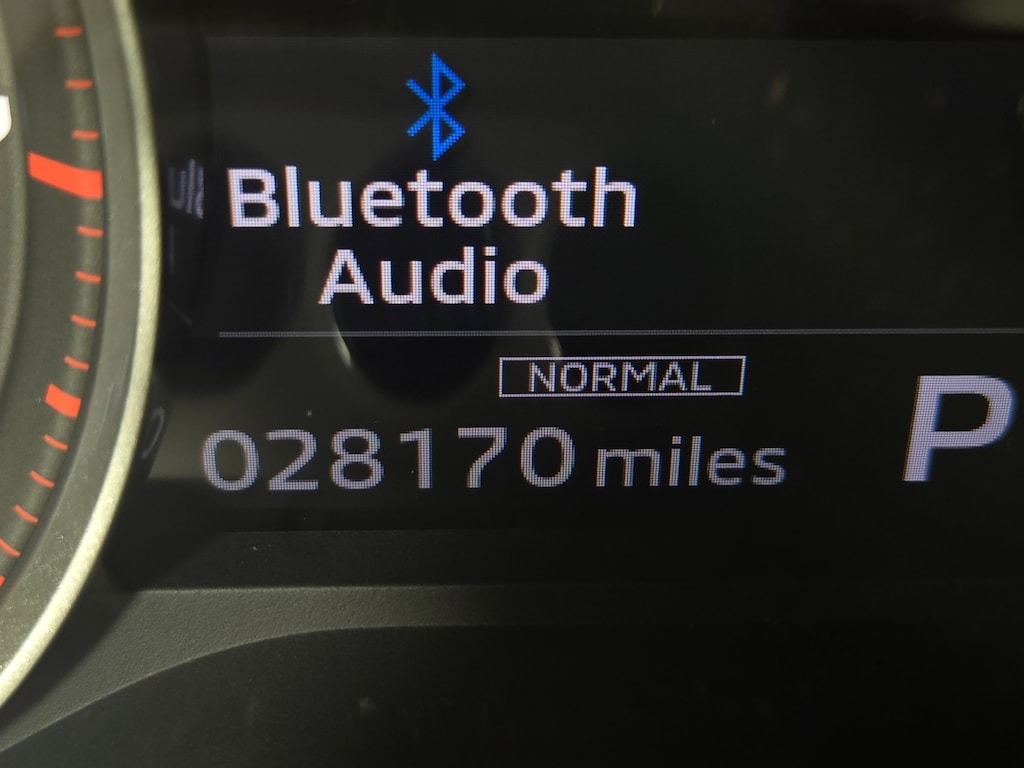 Bluetooth
Audio
NORMAL
028170 miles
P